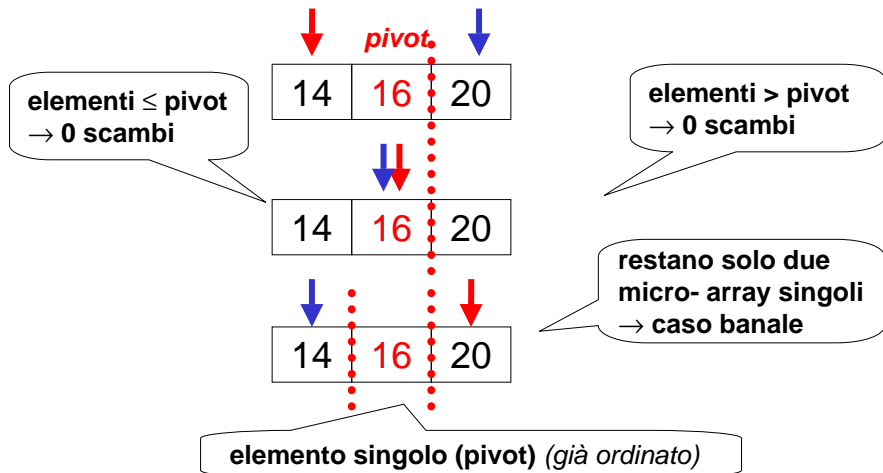 pivot
14 16 20
elementi ≤ pivot
→ 0 scambi
elementi > pivot
→ 0 scambi
14 16 20
restano solo due
micro- array singoli
→ caso banale
14 16 20
elemento singolo (pivot) (già ordinato)